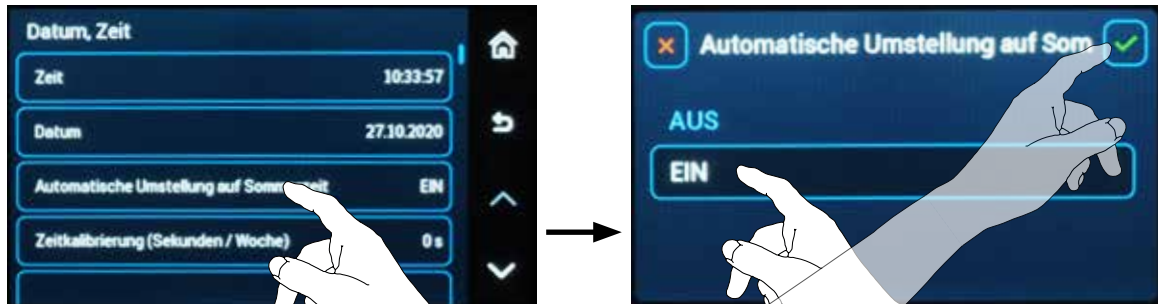 Datum, Zeit
Zeit 10:33:57
Datum 27.10.2020
Automatische Umstellung auf Sommerzeit EIN
Zeitkalibrierung (Sekunden / Woche) 0 s
Automatische Umstellung auf Som
AUS
EIN